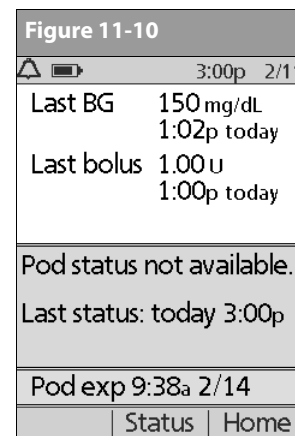 Figure 11-10
3:00p 2/1
Last BG 150 mg/dL
1:02p today
Last bolus 1.00 U
1:00p today
Pod status not available.
Last status: today 3:00p
Pod exp 9:38a 2/14
Status | Home